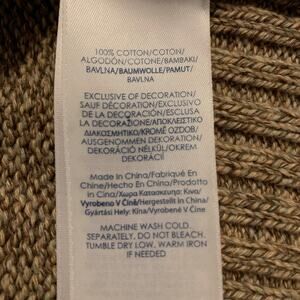 100% COTTON/COTON/
ALGODÓN/COTONE/ΒΑΜΒΑΚΙ/
BAVLNA/BAUMWOLLE/PAMUT/
BAVLNA
EXCLUSIVE OF DECORATION/
SAUF DÉCORATION/EXCLUSIVO
DE LA DECORACIÓN/ESCLUSA
LA DECORAZIONE/ΑΠΟΚΛΕΙΣΤΙΚΟ
ΔΙΑΚΟΣΜΗΤΙΚΟ/KROMĚ OZDOB/
AUSGENOMMEN DEKORATION/
DEKORÁCIÓ NÉLKÜL/OKREM
DEKORÁCIÍ
Made In China/Fabriqué En
Chine/Hecho En China/Prodotto
in Cina/Χώρα Κατασκευης: Κινα/
Vyrobeno V Číně/Hergestellt in China/
Gyártási Hely: Kína/Vyrobené V Číne
MACHINE WASH COLD.
SEPARATELY. DO NOT BLEACH.
TUMBLE DRY LOW. WARM IRON
IF NEEDED